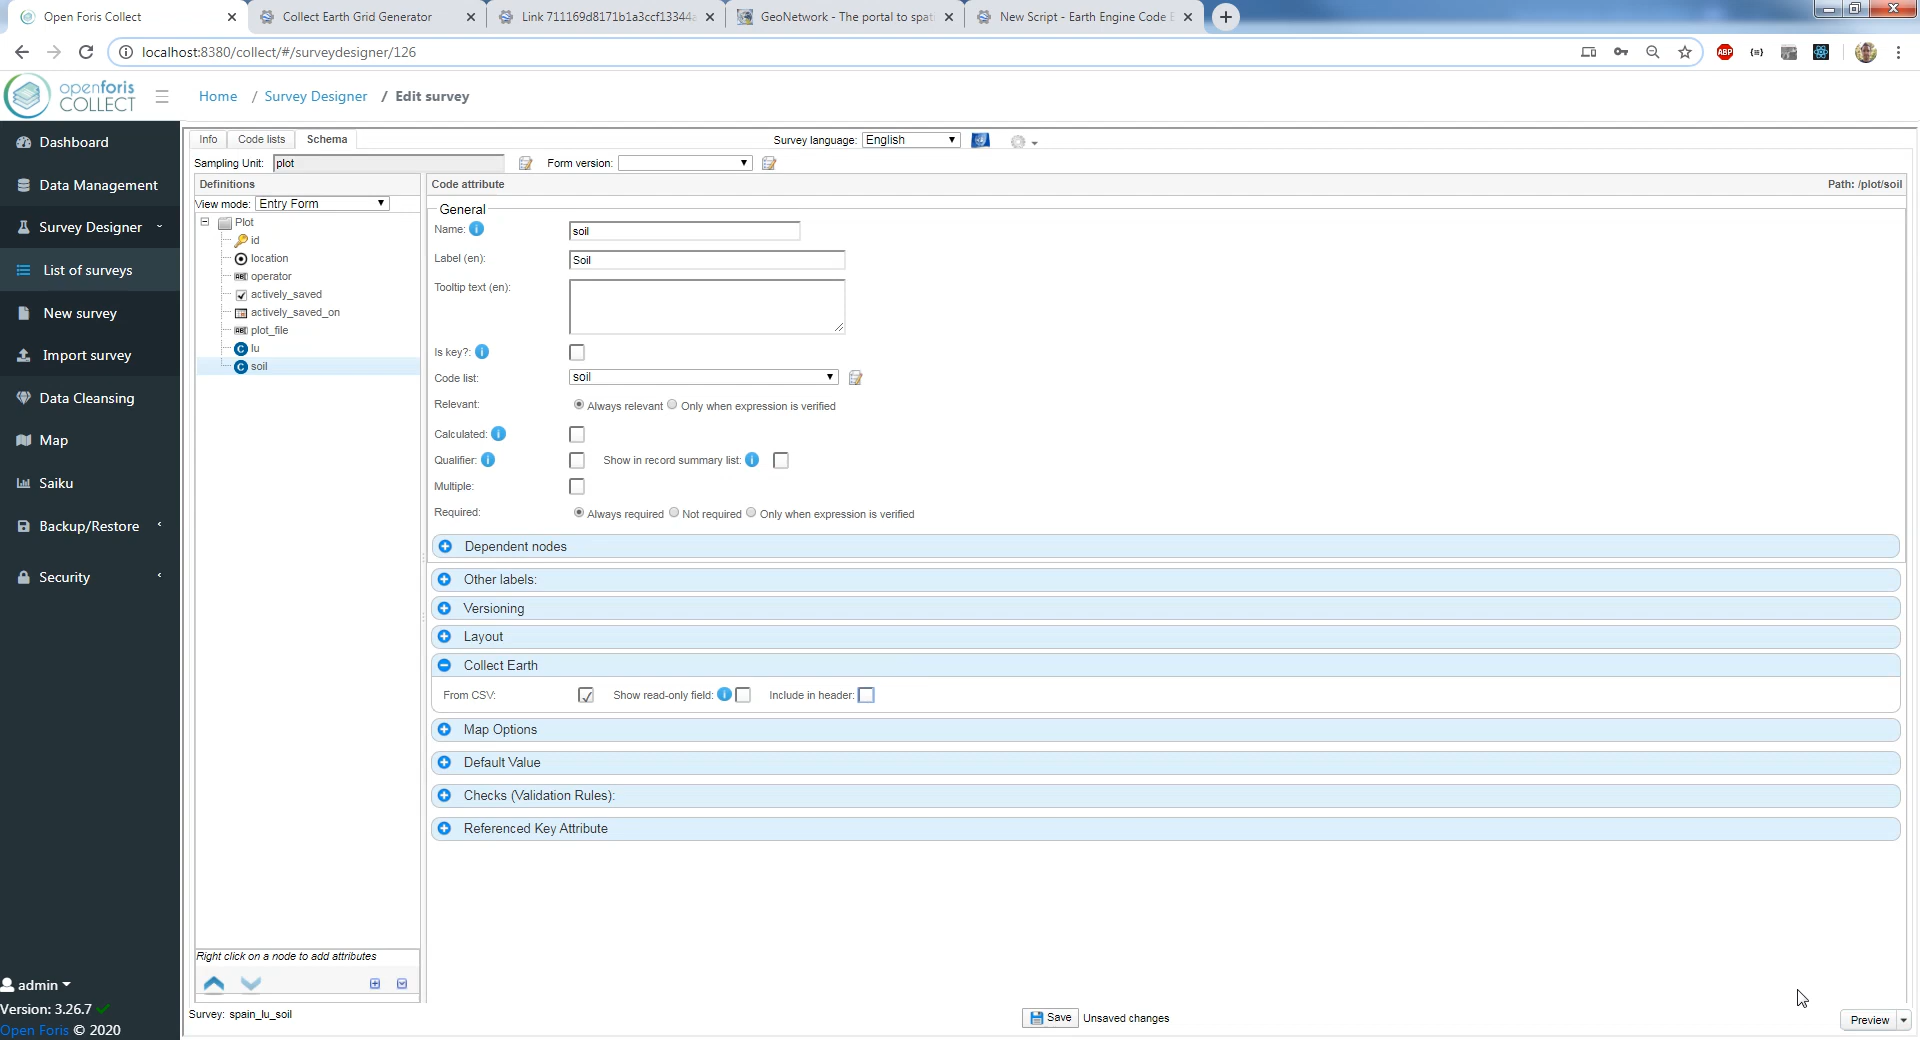 Open Foris Collect
Collect Earth Grid Generator
Link 711169d8171b1a3ccf13344
GeoNetwork - The portal to spat
New Script - Earth Engine Code E
localhost:8380/collect/#/surveydesigner/126
ABP
openforis
COLLECT
Home / Survey Designer / Edit survey
Dashboard
Data Management
Survey Designer
List of surveys
New survey
Import survey
Data Cleansing
Map
Saiku
Backup/Restore
Security
admin
Version: 3.26.7
Open Foris © 2020
Info
Code lists
Schema
Survey language: English
Sampling Unit: plot
Form version:
Definitions
View mode: Entry Form
Plot
id
location
operator
actively_saved
actively_saved_on
plot_file
lu
soil
Right click on a node to add attributes
Survey: spain_lu_soil
Code attribute
Path: /plot/soil
General
Name: soil
Label (en): Soil
Tooltip text (en):
Is key?:
Code list: soil
Relevant: Always relevant Only when expression is verified
Calculated:
Qualifier: Show in record summary list:
Multiple:
Required: Always required Not required Only when expression is verified
Dependent nodes
Other labels:
Versioning
Layout
Collect Earth
From CSV: Show read-only field: Include in header:
Map Options
Default Value
Checks (Validation Rules):
Referenced Key Attribute
Save Unsaved changes
Preview